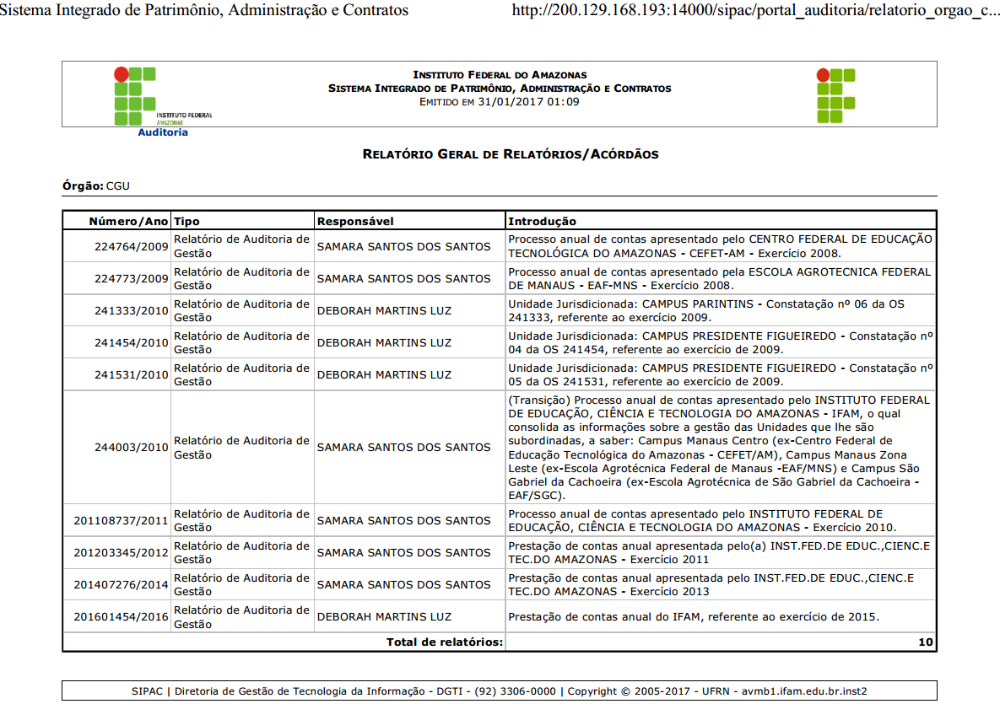 Sistema Integrado de Patrimônio, Administração e Contratos
http://200.129.168.193:14000/sipac/portal_auditoria/relatorio_orgao_c...
INSTITUTO FEDERAL
AMAZONAS
Auditoria
INSTITUTO FEDERAL DO AMAZONAS
SISTEMA INTEGRADO DE PATRIMÔNIO, ADMINISTRAÇÃO E CONTRATOS
EMITIDO EM 31/01/2017 01:09
RELATÓRIO GERAL DE RELATÓRIOS/ACÓRDÃOS
Órgão: CGU
Número/Ano Tipo Responsável Introdução
224764/2009
Relatório de Auditoria de
Gestão
SAMARA SANTOS DOS SANTOS
Processo anual de contas apresentado pelo CENTRO FEDERAL DE EDUCAÇÃO
TECNOLÓGICA DO AMAZONAS - CEFET-AM - Exercício 2008.
224773/2009
Relatório de Auditoria de
Gestão
SAMARA SANTOS DOS SANTOS
Processo anual de contas apresentado pela ESCOLA AGROTECNICA FEDERAL
DE MANAUS - EAF-MNS - Exercício 2008.
241333/2010
Relatório de Auditoria de
Gestão
DEBORAH MARTINS LUZ
Unidade Jurisdicionada: CAMPUS PARINTINS - Constatação nº 06 da OS
241333, referente ao exercício 2009.
241454/2010
Relatório de Auditoria de
Gestão
DEBORAH MARTINS LUZ
Unidade Jurisdicionada: CAMPUS PRESIDENTE FIGUEIREDO - Constatação nº
04 da OS 241454, referente ao exercício de 2009.
241531/2010
Relatório de Auditoria de
Gestão
DEBORAH MARTINS LUZ
Unidade Jurisdicionada: CAMPUS PRESIDENTE FIGUEIREDO - Constatação nº
05 da OS 241531, referente ao exercício de 2009.
244003/2010
Relatório de Auditoria de
Gestão
SAMARA SANTOS DOS SANTOS
(Transição) Processo anual de contas apresentado pelo INSTITUTO FEDERAL
DE EDUCAÇÃO, CIÊNCIA E TECNOLOGIA DO AMAZONAS - IFAM, o qual
consolida as informações sobre a gestão das Unidades que lhe são
subordinadas, a saber: Campus Manaus Centro (ex-Centro Federal de
Educação Tecnológica do Amazonas - CEFET/AM), Campus Manaus Zona
Leste (ex-Escola Agrotécnica Federal de Manaus -EAF/MNS) e Campus São
Gabriel da Cachoeira (ex-Escola Agrotécnica de São Gabriel da Cachoeira -
EAF/SGC).
201108737/2011
Relatório de Auditoria de
Gestão
SAMARA SANTOS DOS SANTOS
Processo anual de contas apresentado pelo INSTITUTO FEDERAL DE
EDUCAÇÃO, CIÊNCIA E TECNOLOGIA DO AMAZONAS - Exercício 2010.
201203345/2012
Relatório de Auditoria de
Gestão
SAMARA SANTOS DOS SANTOS
Prestação de contas anual apresentada pelo(a) INST.FED.DE EDUC.,CIENC.E
TEC.DO AMAZONAS - Exercício 2011
201407276/2014
Relatório de Auditoria de
Gestão
SAMARA SANTOS DOS SANTOS
Prestação de contas anual apresentada pelo INST.FED.DE EDUC.,CIENC.E
TEC.DO AMAZONAS - Exercício 2013
201601454/2016
Relatório de Auditoria de
Gestão
DEBORAH MARTINS LUZ
Prestação de contas anual do IFAM, referente ao exercício de 2015.
Total de relatórios: 10
SIPAC | Diretoria de Gestão de Tecnologia da Informação - DGTI - (92) 3306-0000 | Copyright © 2005-2017 - UFRN - avmb1.ifam.edu.br.inst2